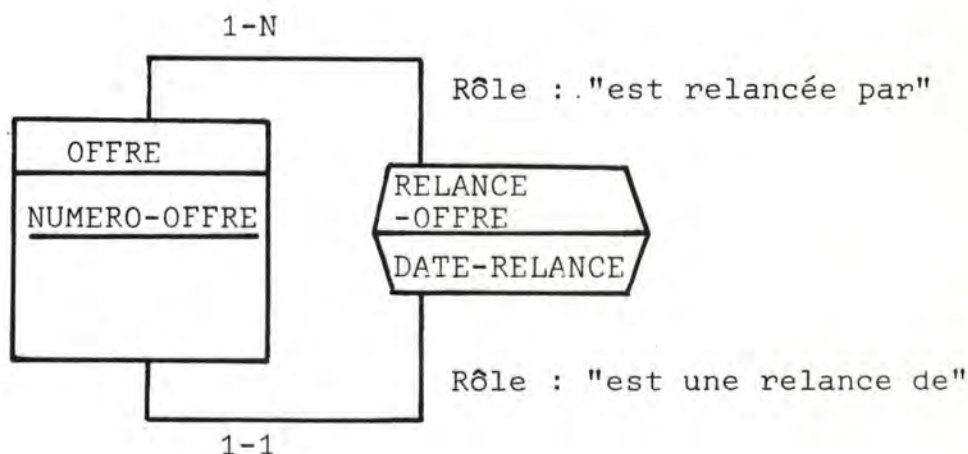 1-N
Rôle : "est relancée par"
OFFRE
NUMERO-OFFRE
RELANCE
-OFFRE
DATE-RELANCE
Rôle : "est une relance de"
1-1